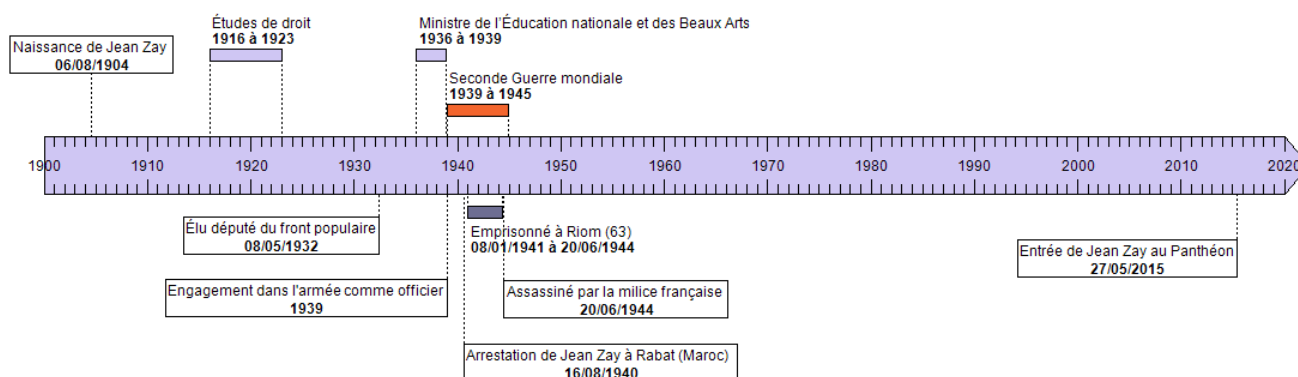 Études de droit
1916 à 1923
Ministre de l'Éducation nationale et des Beaux Arts
1936 à 1939
Naissance de Jean Zay
06/08/1904
Seconde Guerre mondiale
1939 à 1945
1900 1910 1920 1930 1940 1950 1960 1970 1980 1990 2000 2010 2020
Élu député du front populaire
08/05/1932
Emprisonné à Riom (63)
08/01/1941 à 20/06/1944
Entrée de Jean Zay au Panthéon
27/05/2015
Engagement dans l'armée comme officier
1939
Assassiné par la milice française
20/06/1944
Arrestation de Jean Zay à Rabat (Maroc)
16/08/1940